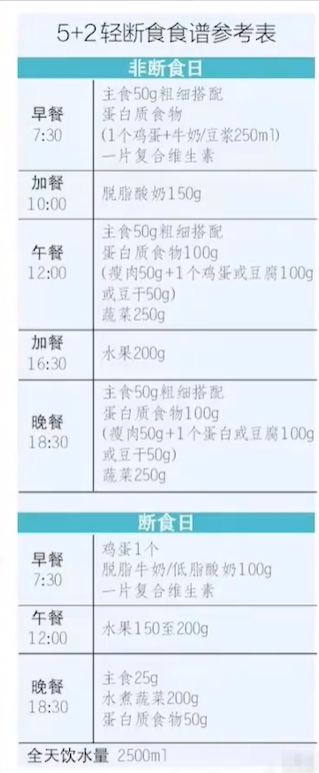 5+2轻断食食谱参考表
非断食日
早餐
7:30
主食50g粗细搭配
蛋白质食物
(1个鸡蛋+牛奶/豆浆250ml)
一片复合维生素
加餐
10:00
脱脂酸奶150g
午餐
12:00
主食50g粗细搭配
蛋白质食物100g
(瘦肉50g+1个鸡蛋或豆腐100g
或豆干50g)
蔬菜250g
加餐
16:30
水果200g
晚餐
18:30
主食50g粗细搭配
蛋白质食物100g
(瘦肉50g+1个蛋白或豆腐100g
或豆干50g)
蔬菜250g
断食日
早餐
7:30
鸡蛋1个
脱脂牛奶/低脂酸奶100g
一片复合维生素
午餐
12:00
水果150至200g
晚餐
18:30
主食25g
水煮蔬菜200g
蛋白质食物50g
全天饮水量 2500ml